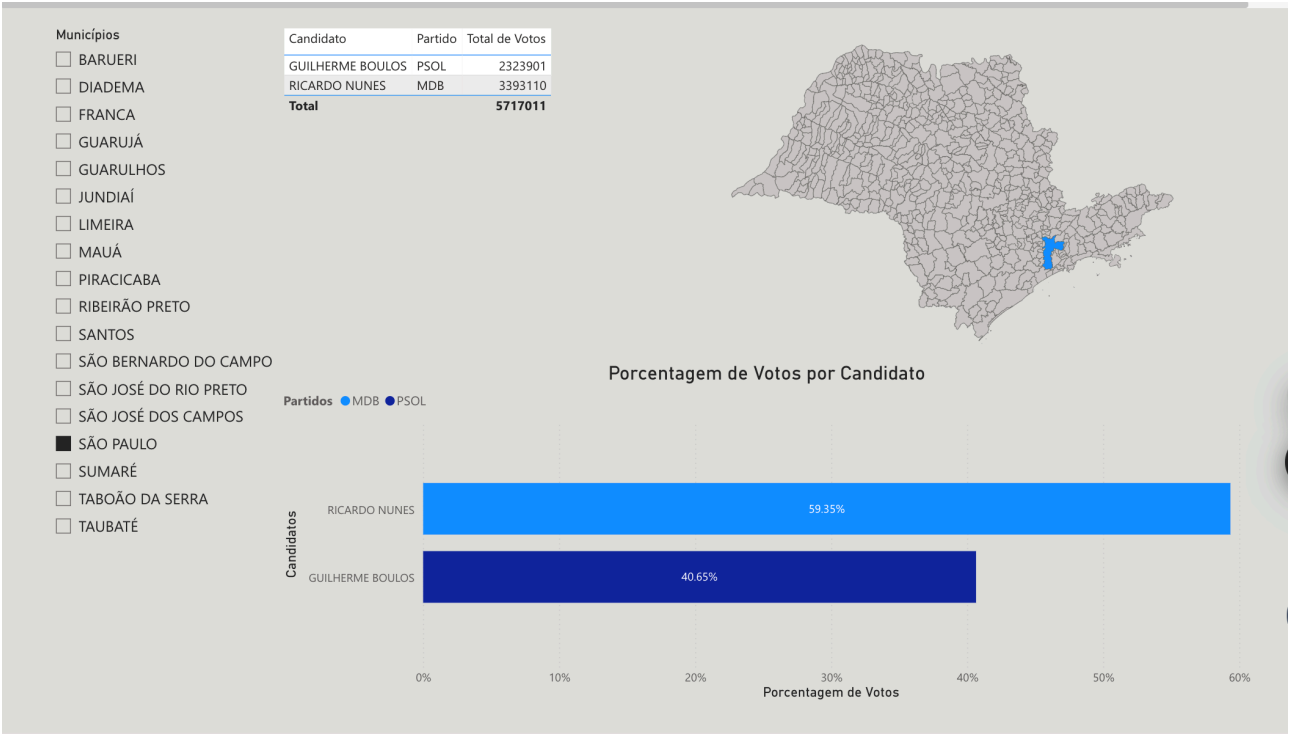 Municípios
BARUERI
DIADEMA
FRANCA
GUARUJÁ
GUARULHOS
JUNDIAÍ
LIMEIRA
MAUÁ
PIRACICABA
RIBEIRÃO PRETO
SANTOS
SÃO BERNARDO DO CAMPO
SÃO JOSÉ DO RIO PRETO
SÃO JOSÉ DOS CAMPOS
SÃO PAULO
SUMARÉ
TABOÃO DA SERRA
TAUBATÉ
Candidato Partido Total de Votos
GUILHERME BOULOS PSOL 2323901
RICARDO NUNES MDB 3393110
Total 5717011
Porcentagem de Votos por Candidato
Partidos MDB PSOL
Candidatos
RICARDO NUNES 59.35%
GUILHERME BOULOS 40.65%
0% 10% 20% 30% 40% 50% 60%
Porcentagem de Votos